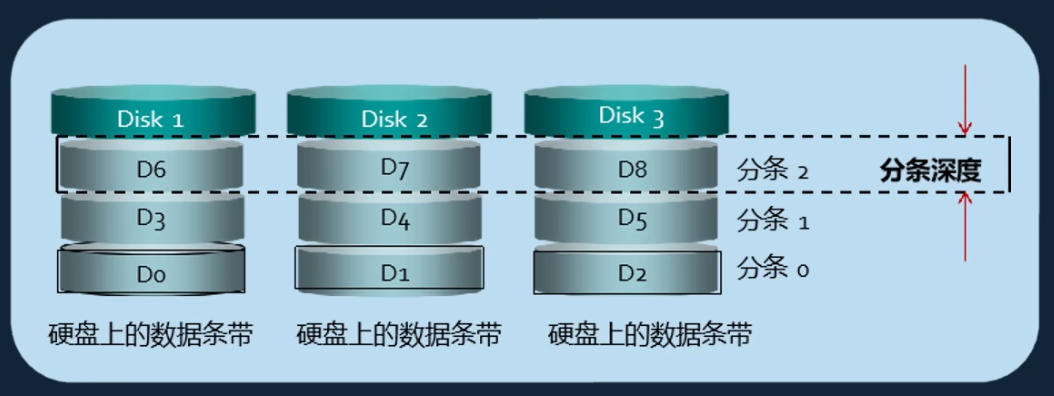 Disk 1 Disk 2 Disk 3
D6 D7 D8 分条 2 分条深度
D3 D4 D5 分条 1
D0 D1 D2 分条 0
硬盘上的数据条带 硬盘上的数据条带 硬盘上的数据条带